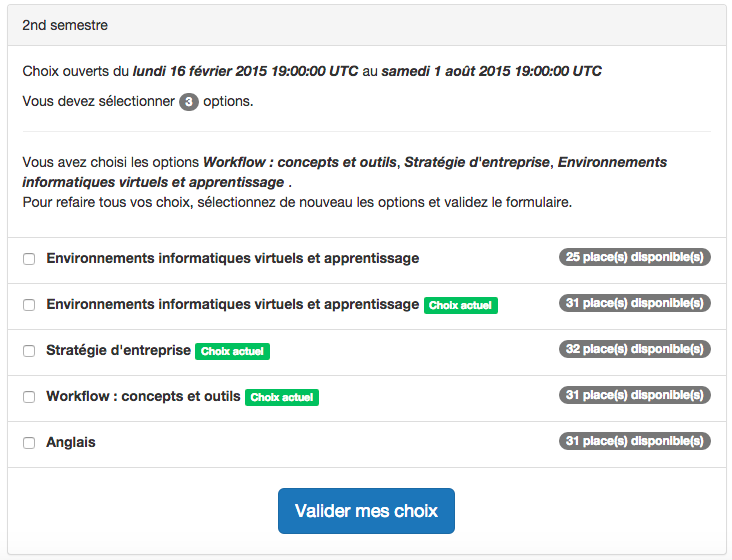 2nd semestre
Choix ouverts du lundi 16 février 2015 19:00:00 UTC au samedi 1 août 2015 19:00:00 UTC
Vous devez sélectionner 3 options.
Vous avez choisi les options Workflow : concepts et outils, Stratégie d'entreprise, Environnements
informatiques virtuels et apprentissage .
Pour refaire tous vos choix, sélectionnez de nouveau les options et validez le formulaire.
Environnements informatiques virtuels et apprentissage 25 place(s) disponible(s)
Environnements informatiques virtuels et apprentissage Choix actuel 31 place(s) disponible(s)
Stratégie d'entreprise Choix actuel 32 place(s) disponible(s)
Workflow : concepts et outils Choix actuel 31 place(s) disponible(s)
Anglais 31 place(s) disponible(s)
Valider mes choix